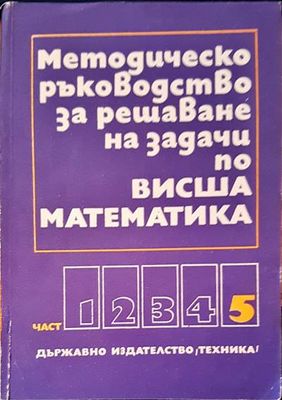 Методическо
ръководство
за решаване
на задачи
по
ВИСША
МАТЕМАТИКА
ЧАСТ 1 2 3 4 5
ДЪРЖАВНО ИЗДАТЕЛСТВО „ТЕХНИКА"